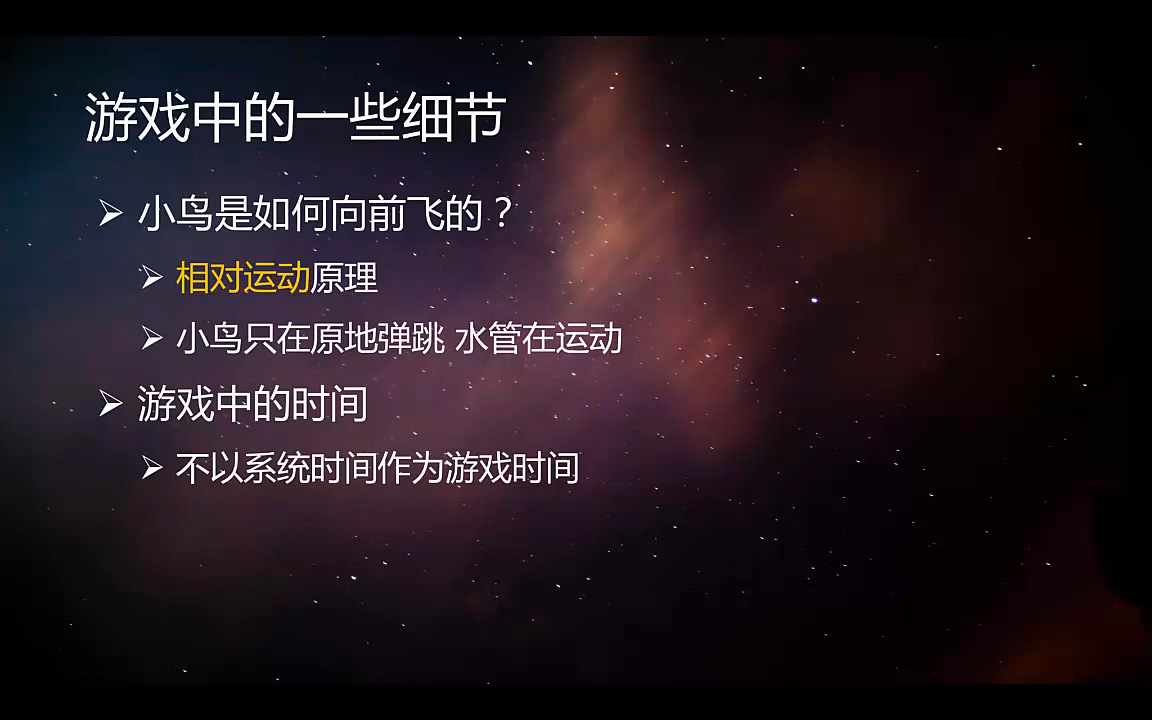 游戏中的一些细节
小鸟是如何向前飞的？
相对运动原理
小鸟只在原地弹跳 水管在运动
游戏中的时间
不以系统时间作为游戏时间